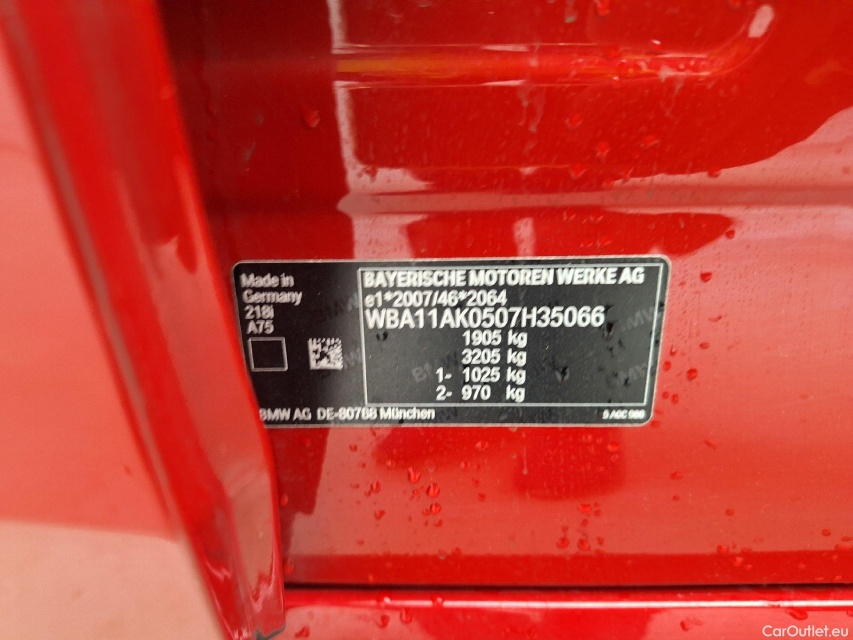 Made in
Germany
218i
A75
BAYERISCHE MOTOREN WERKE AG
e1*2007/46*2064
WBA11AK0507H35066
1905 kg
3205 kg
1- 1025 kg
2- 970 kg
BMW AG DE-80788 München
CarOutlet.eu